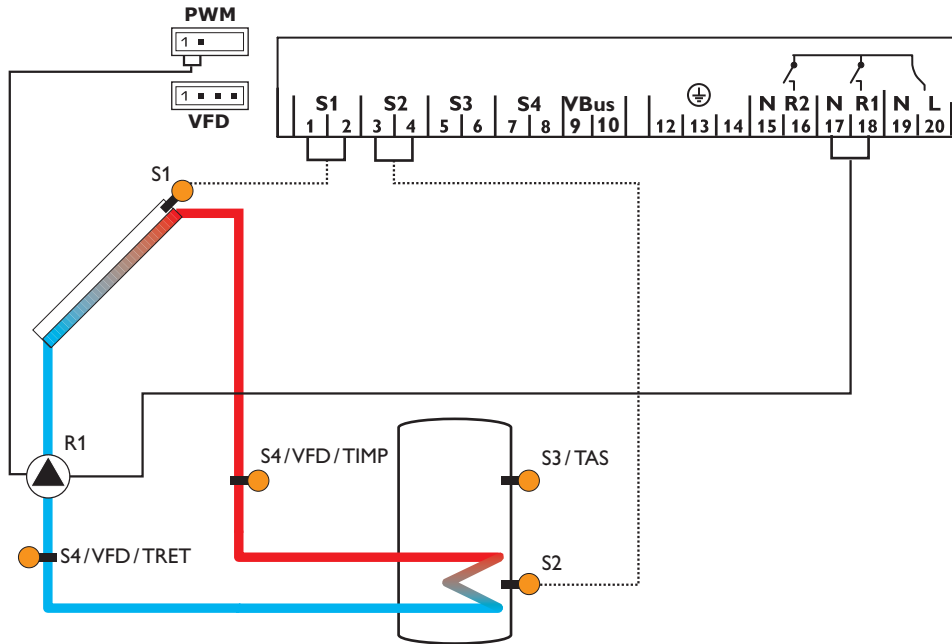 PWM
1
1
VFD
S1 S2 S3 S4 VBus N R2 N R1 N L
1 2 3 4 5 6 7 8 9 10 12 13 14 15 16 17 18 19 20
S1
R1
S4/VFD/TIMP
S3/TAS
S4/VFD/TRET
S2